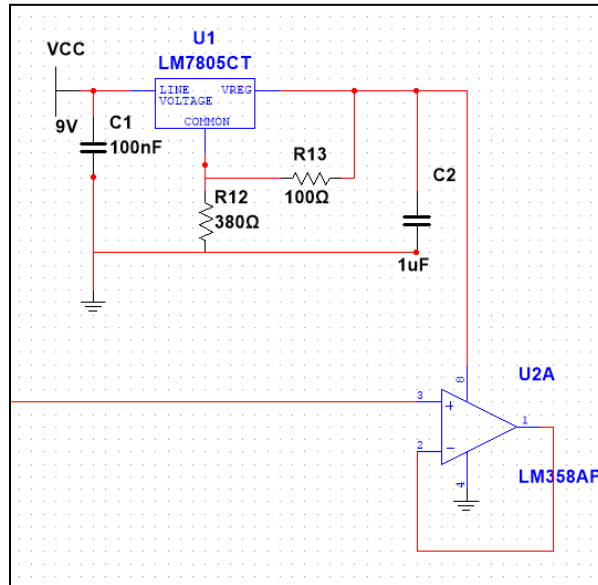 U1
VCC
LM7805CT
LINE VREG
VOLTAGE
COMMON
9V
C1
100nF
R13
100Ω
C2
R12
380Ω
1uF
U2A
8
3
1
2
4
LM358AP